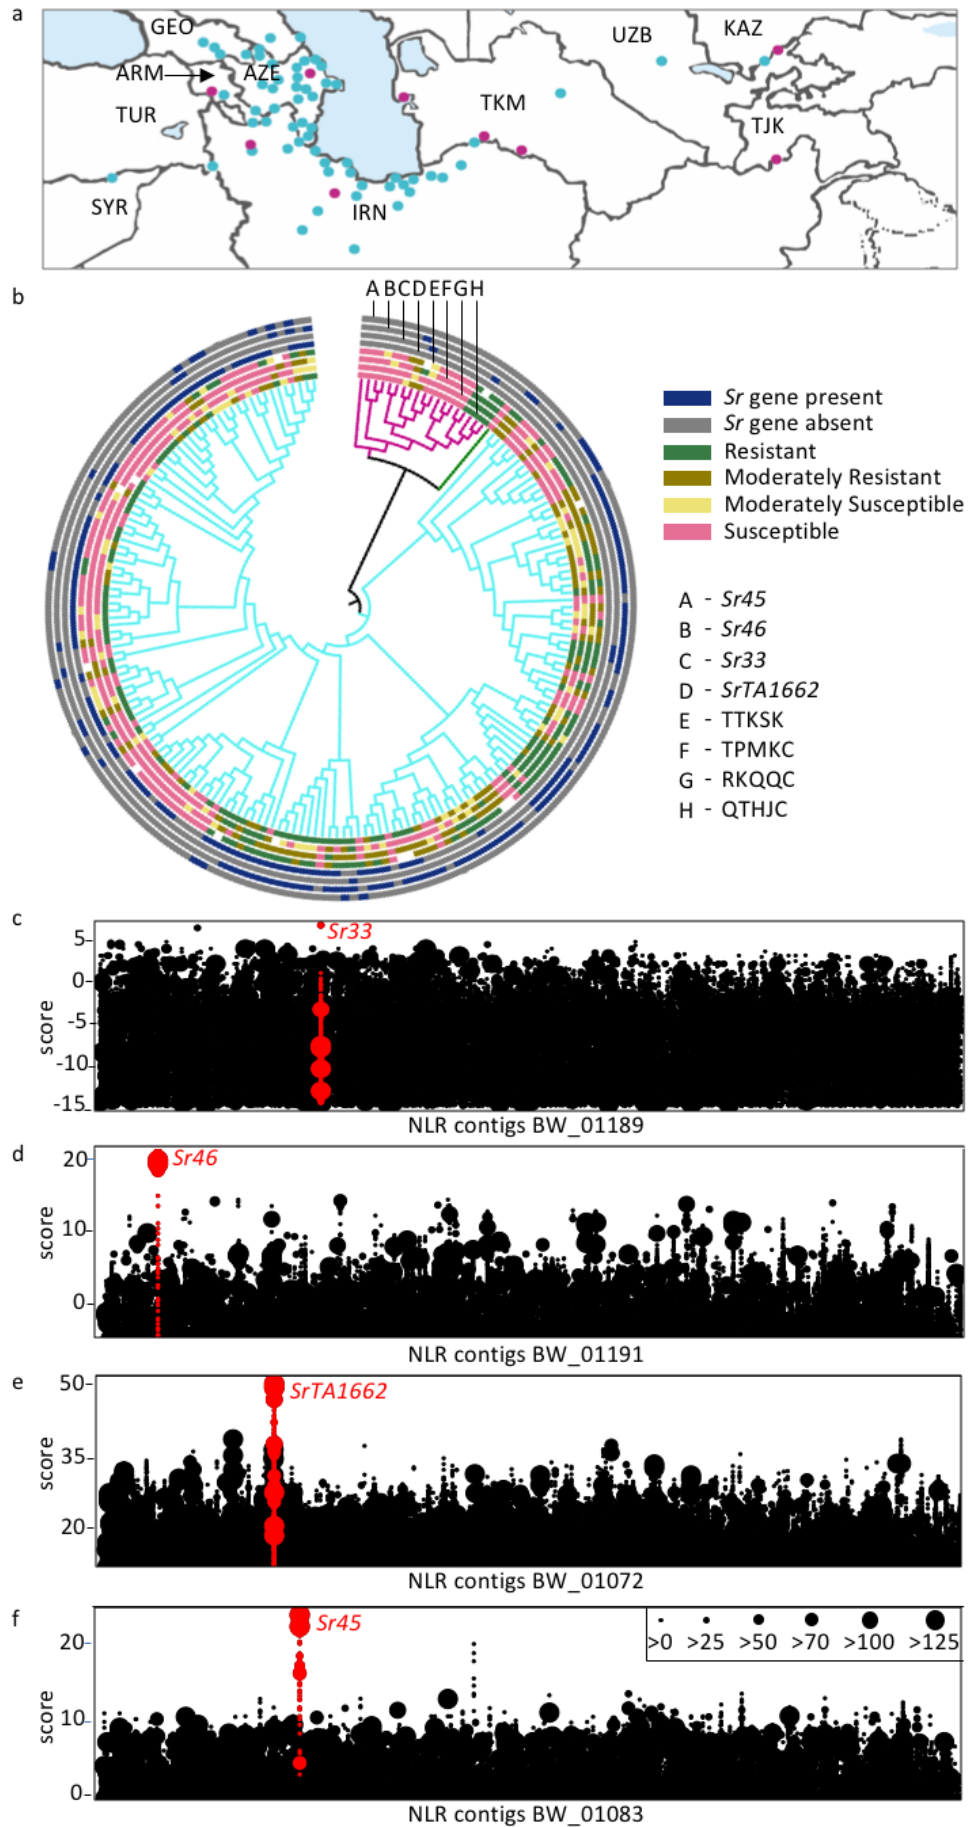 a
GEO
UZB
KAZ
ARM
AZE
TKM
TUR
TJK
SYR
IRN
b
A B C D E F G H
Sr gene present
Sr gene absent
Resistant
Moderately Resistant
Moderately Susceptible
Susceptible
A - Sr45
B - Sr46
C - Sr33
D - SrTA1662
E - TTKSK
F - TPMKC
G - RKQQC
H - QTHJC
c
Sr33
5
0
-5
-10
-15
score
NLR contigs BW_01189
d
Sr46
20
10
0
score
NLR contigs BW_01191
e
SrTA1662
50
35
20
score
NLR contigs BW_01072
f
Sr45
>0 >25 >50 >70 >100 >125
20
10
0
score
NLR contigs BW_01083